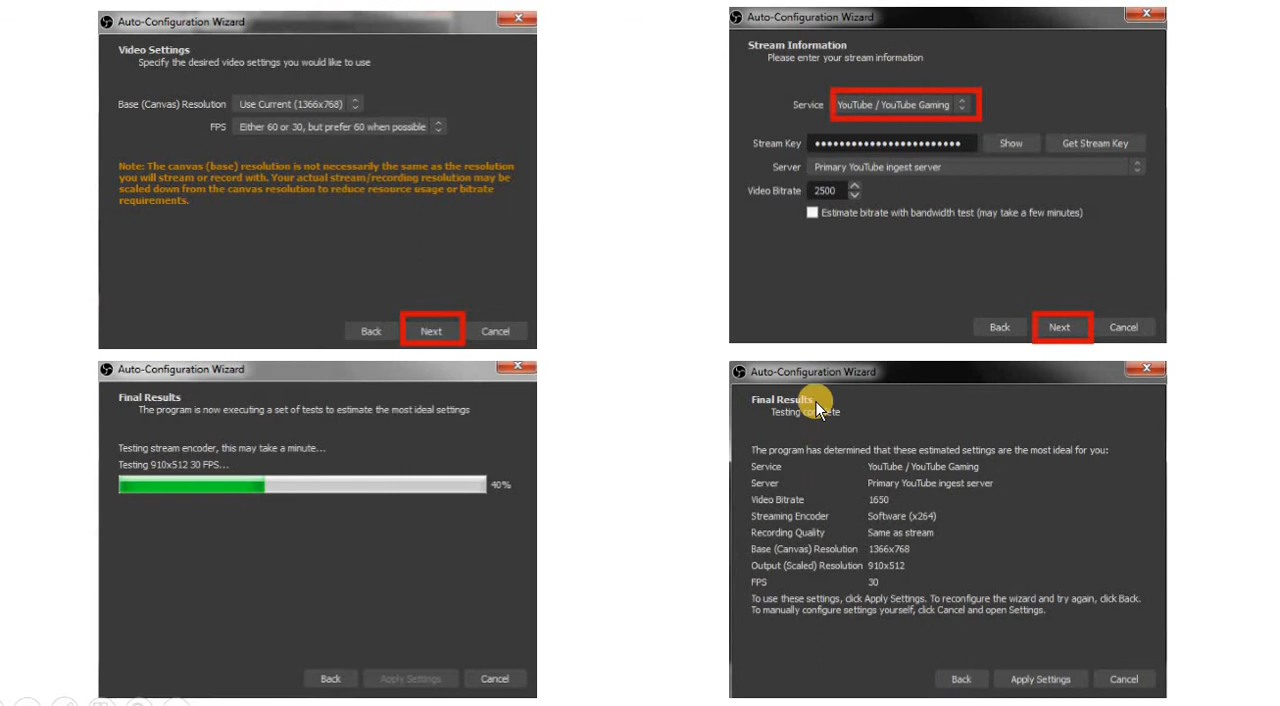 Auto-Configuration Wizard
Video Settings
Specify the desired video settings you would like to use
Base (Canvas) Resolution Use Current (1366x768)
FPS Either 60 or 30, but prefer 60 when possible
Note: The canvas (base) resolution is not necessarily the same as the resolution
you will stream or record with. Your actual stream/recording resolution may be
scaled down from the canvas resolution to reduce resource usage or bitrate
requirements.
Back Next Cancel
Auto-Configuration Wizard
Stream Information
Please enter your stream information
Service YouTube / YouTube Gaming
Stream Key ●●●●●●●●●●●●●●●●●●●●●●●● Show Get Stream Key
Server Primary YouTube ingest server
Video Bitrate 2500
Estimate bitrate with bandwidth test (may take a few minutes)
Back Next Cancel
Auto-Configuration Wizard
Final Results
The program is now executing a set of tests to estimate the most ideal settings
Testing stream encoder, this may take a minute...
Testing 910x512 30 FPS...
40%
Back Apply Settings Cancel
Auto-Configuration Wizard
Final Results
Testing complete
The program has determined that these estimated settings are the most ideal for you:
Service YouTube / YouTube Gaming
Server Primary YouTube ingest server
Video Bitrate 1650
Streaming Encoder Software (x264)
Recording Quality Same as stream
Base (Canvas) Resolution 1366x768
Output (Scaled) Resolution 910x512
FPS 30
To use these settings, click Apply Settings. To reconfigure the wizard and try again, click Back.
To manually configure settings yourself, click Cancel and open Settings.
Back Apply Settings Cancel